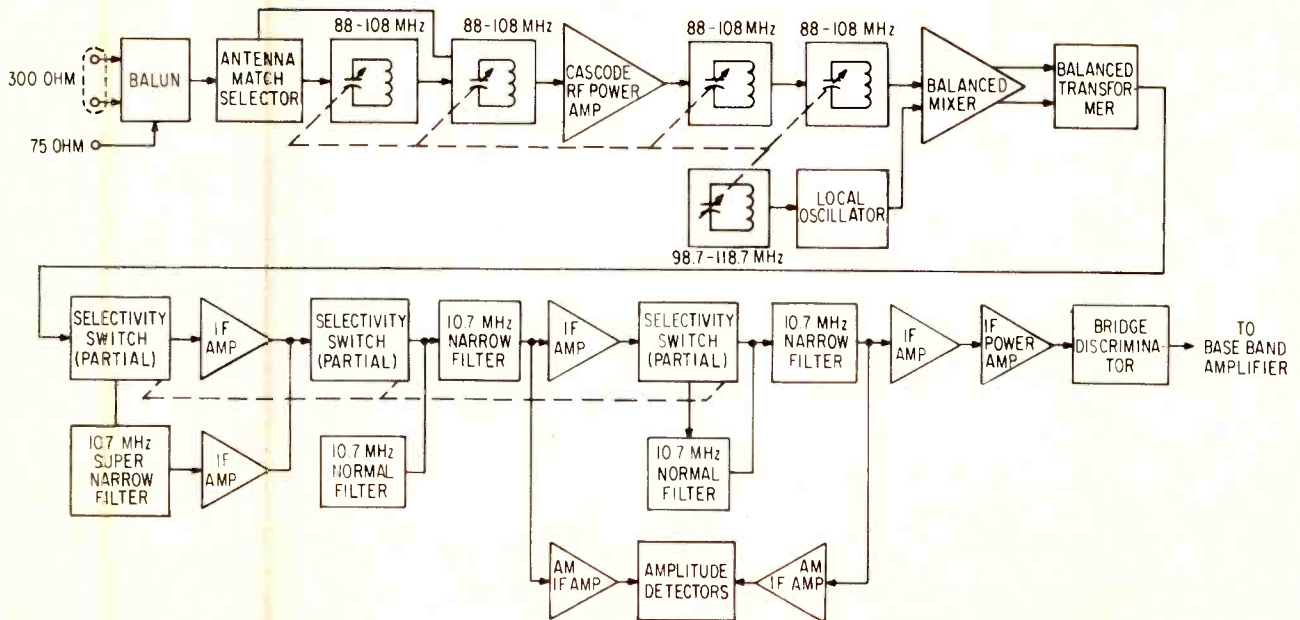 88-108 MHz
88-108 MHz
88-108 MHz
88-108 MHz
300 OHM
BALUN
ANTENNA
MATCH
SELECTOR
CASCODE
RF POWER
AMP
BALANCED
MIXER
BALANCED
TRANSFOR-
MER
75 OHM
LOCAL
OSCILLATOR
98.7-118.7 MHz
SELECTIVITY
SWITCH
(PARTIAL)
IF
AMP
SELECTIVITY
SWITCH
(PARTIAL)
10.7 MHz
NARROW
FILTER
IF
AMP
SELECTIVITY
SWITCH
(PARTIAL)
10.7 MHz
NARROW
FILTER
IF
AMP
IF
POWER
AMP
BRIDGE
DISCRIMINA-
TOR
TO
BASE BAND
AMPLIFIER
10.7 MHz
SUPER
NARROW
FILTER
IF
AMP
10.7 MHz
NORMAL
FILTER
10.7 MHz
NORMAL
FILTER
AM
IF AMP
AMPLITUDE
DETECTORS
AM
IF AMP